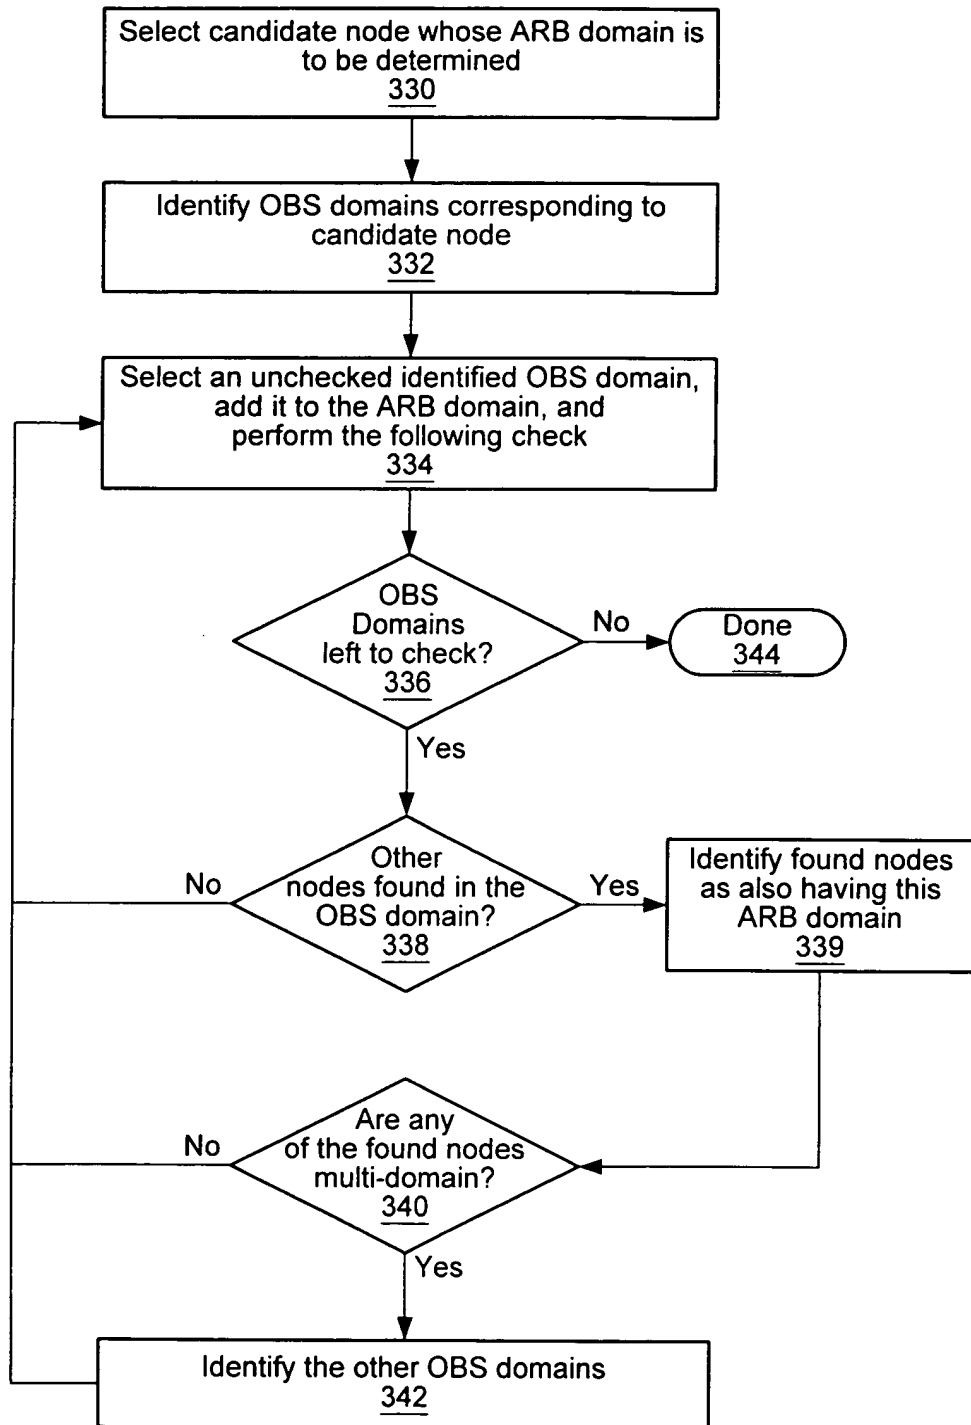 Select candidate node whose ARB domain is
to be determined
330
Identify OBS domains corresponding to
candidate node
332
Select an unchecked identified OBS domain,
add it to the ARB domain, and
perform the following check
334
OBS
Domains
left to check?
336
No
Done
344
Yes
Other
nodes found in the
OBS domain?
338
No
Yes
Identify found nodes
as also having this
ARB domain
339
Are any
of the found nodes
multi-domain?
340
No
Yes
Identify the other OBS domains
342